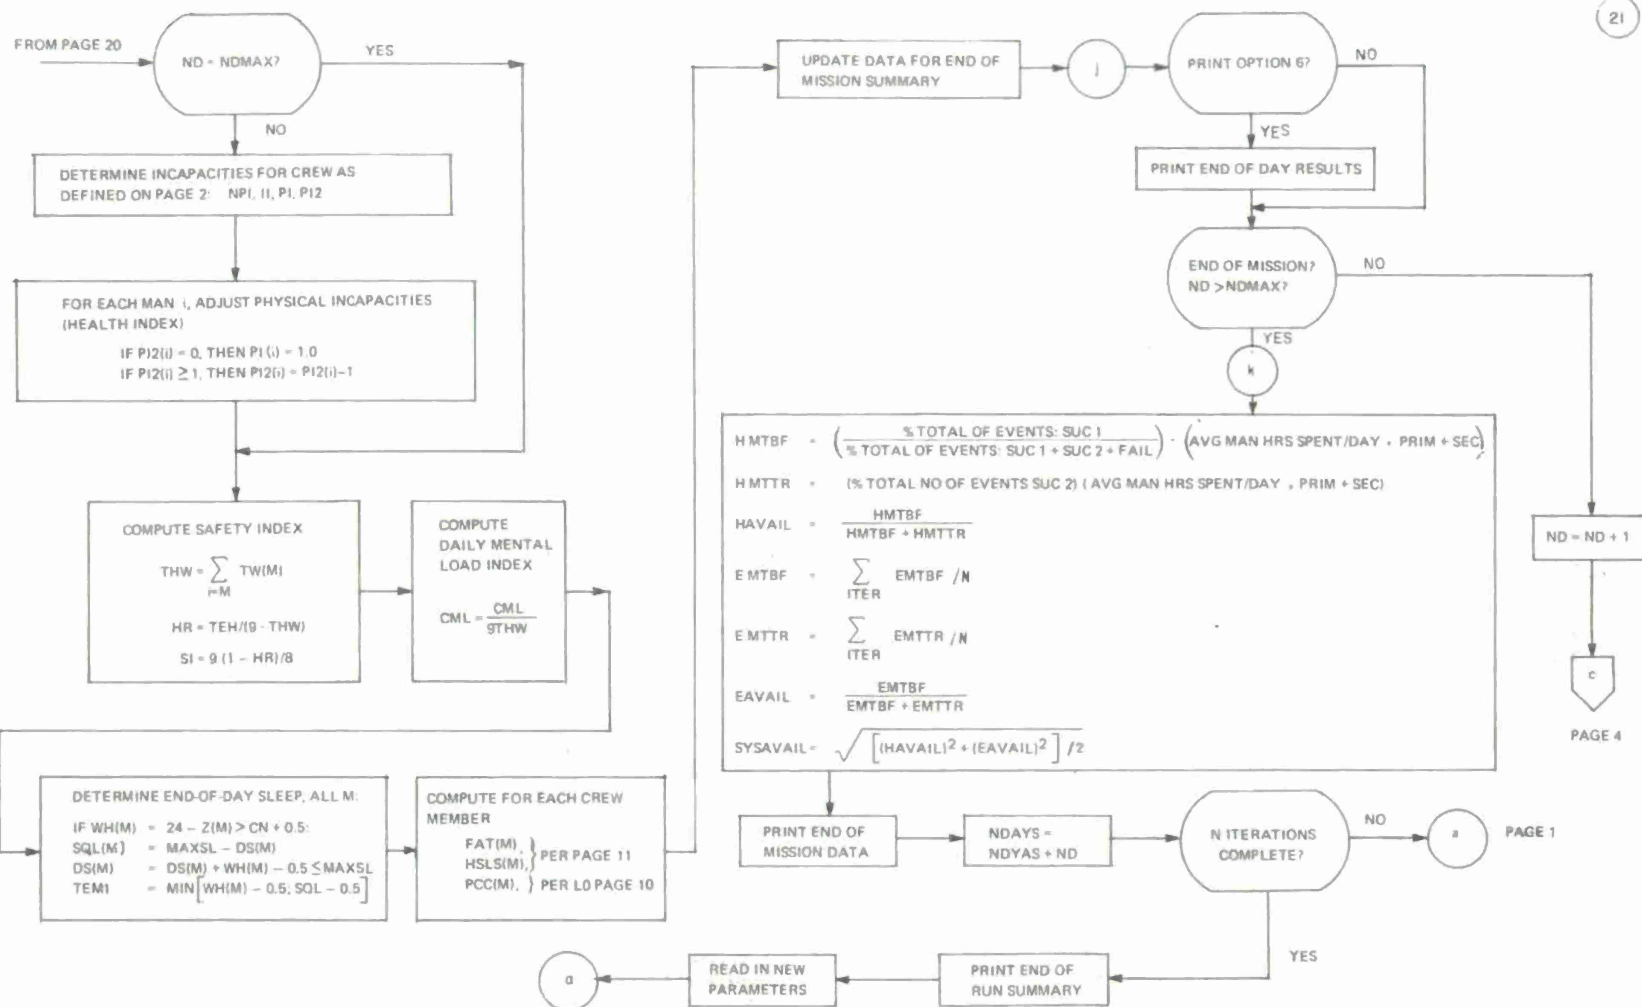 21
FROM PAGE 20
ND = NDMAX?
YES
NO
DETERMINE INCAPACITIES FOR CREW AS
DEFINED ON PAGE 2: NPI, II, PI, PI2
FOR EACH MAN i, ADJUST PHYSICAL INCAPACITIES
(HEALTH INDEX)
IF PI2(i) = 0, THEN PI(i) = 1.0
IF PI2(i) ≥ 1, THEN PI2(i) = PI2(i)-1
COMPUTE SAFETY INDEX
THW = ∑ TW(M)
i=M
HR = TEH/(9 · THW)
SI = 9 (1 – HR)/8
COMPUTE
DAILY MENTAL
LOAD INDEX
CML = CML
9THW
DETERMINE END-OF-DAY SLEEP, ALL M:
IF WH(M) = 24 – Z(M) > CN + 0.5:
SQL(M) = MAXSL – DS(M)
DS(M) = DS(M) + WH(M) – 0.5 ≤ MAXSL
TEM1 = MIN[WH(M) – 0.5; SQL – 0.5]
COMPUTE FOR EACH CREW
MEMBER
FAT(M),
HSLS(M), } PER PAGE 11
PCC(M), } PER L0 PAGE 10
UPDATE DATA FOR END OF
MISSION SUMMARY
j
PRINT OPTION 6?
NO
YES
PRINT END OF DAY RESULTS
END OF MISSION?
ND >NDMAX?
NO
YES
k
HMTBF = (% TOTAL OF EVENTS: SUC 1
% TOTAL OF EVENTS: SUC 1 + SUC 2 + FAIL) · (AVG MAN HRS SPENT/DAY, PRIM + SEC)
HMTTR = (% TOTAL NO OF EVENTS SUC 2) (AVG MAN HRS SPENT/DAY, PRIM + SEC)
HAVAIL = HMTBF
HMTBF + HMTTR
EMTBF = ∑ EMTBF /N
ITER
EMTTR = ∑ EMTTR /N
ITER
EAVAIL = EMTBF
EMTBF + EMTTR
SYSAVAIL = √[(HAVAIL)² + (EAVAIL)²] /2
ND = ND + 1
c
PAGE 4
PRINT END OF
MISSION DATA
NDAYS =
NDYAS + ND
N ITERATIONS
COMPLETE?
NO
a
PAGE 1
YES
PRINT END OF
RUN SUMMARY
READ IN NEW
PARAMETERS
a